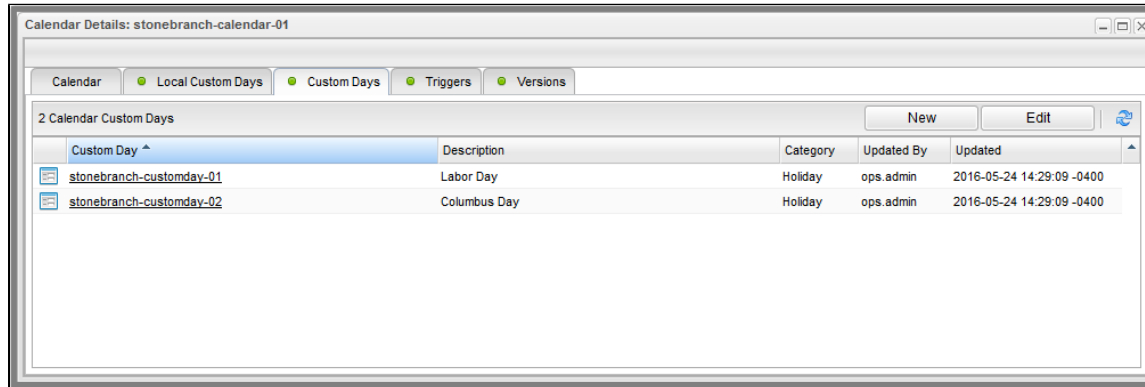 Calendar Details: stonebranch-calendar-01
Calendar Local Custom Days Custom Days Triggers Versions
2 Calendar Custom Days New Edit
Custom Day Description Category Updated By Updated
stonebranch-customday-01 Labor Day Holiday ops.admin 2016-05-24 14:29:09 -0400
stonebranch-customday-02 Columbus Day Holiday ops.admin 2016-05-24 14:29:09 -0400